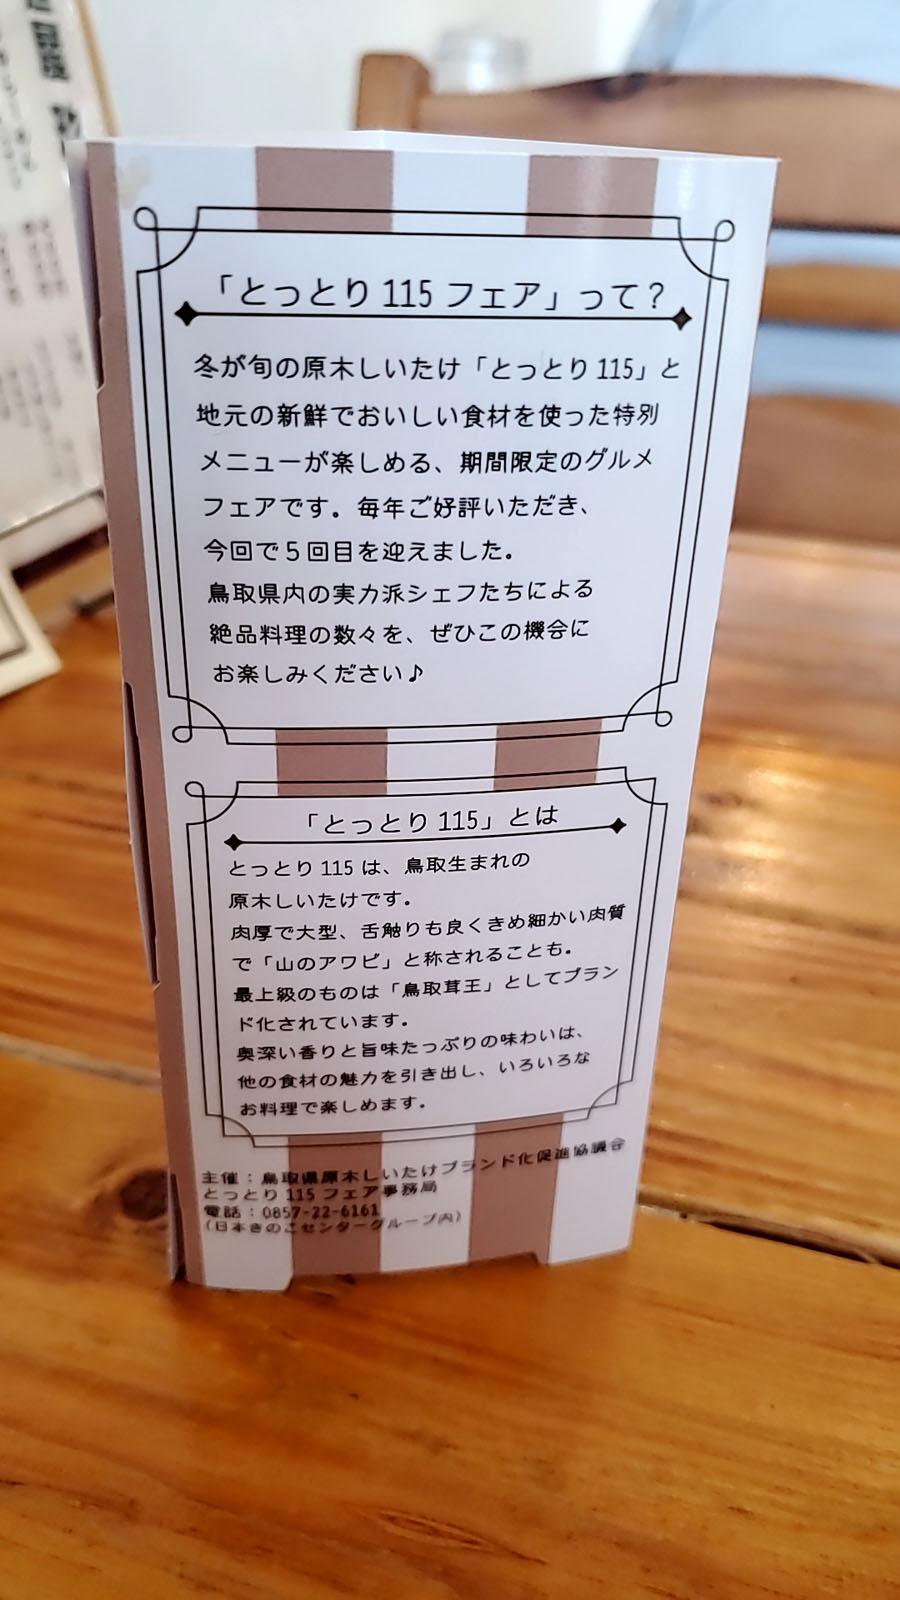 「とっとり 115 フェア」って？
冬が旬の原木しいたけ「とっとり 115」と
地元の新鮮でおいしい食材を使った特別
メニューが楽しめる、期間限定のグルメ
フェアです。毎年ご好評いただき、
今回で５回目を迎えました。
鳥取県内の実力派シェフたちによる
絶品料理の数々を、ぜひこの機会に
お楽しみください♪
「とっとり 115」とは
とっとり 115 は、鳥取生まれの
原木しいたけです。
肉厚で大型、舌触りも良くきめ細かい肉質
で「山のアワビ」と称されることも。
最上級のものは「鳥取茸王」としてブラン
ド化されています。
奥深い香りと旨味たっぷりの味わいは、
他の食材の魅力を引き出し、いろいろな
お料理で楽しめます。
主催：鳥取県原木しいたけブランド化促進協議会
とっとり 115 フェア事務局
電話：0857-22-6161
（日本きのこセンターグループ内）